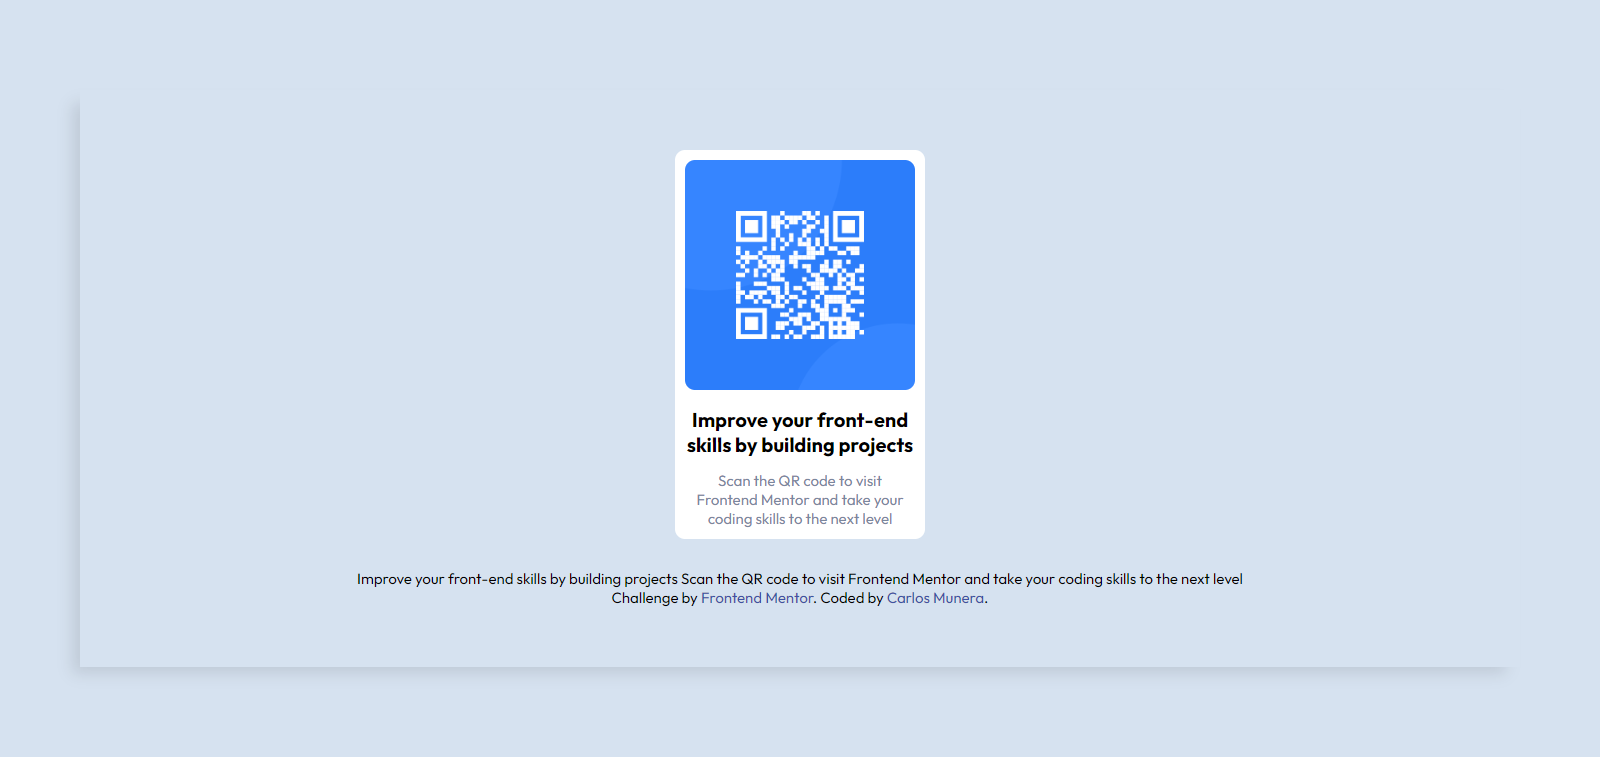 Improve your front-end
skills by building projects
Scan the QR code to visit
Frontend Mentor and take your
coding skills to the next level
Improve your front-end skills by building projects Scan the QR code to visit Frontend Mentor and take your coding skills to the next level
Challenge by Frontend Mentor. Coded by Carlos Munera.